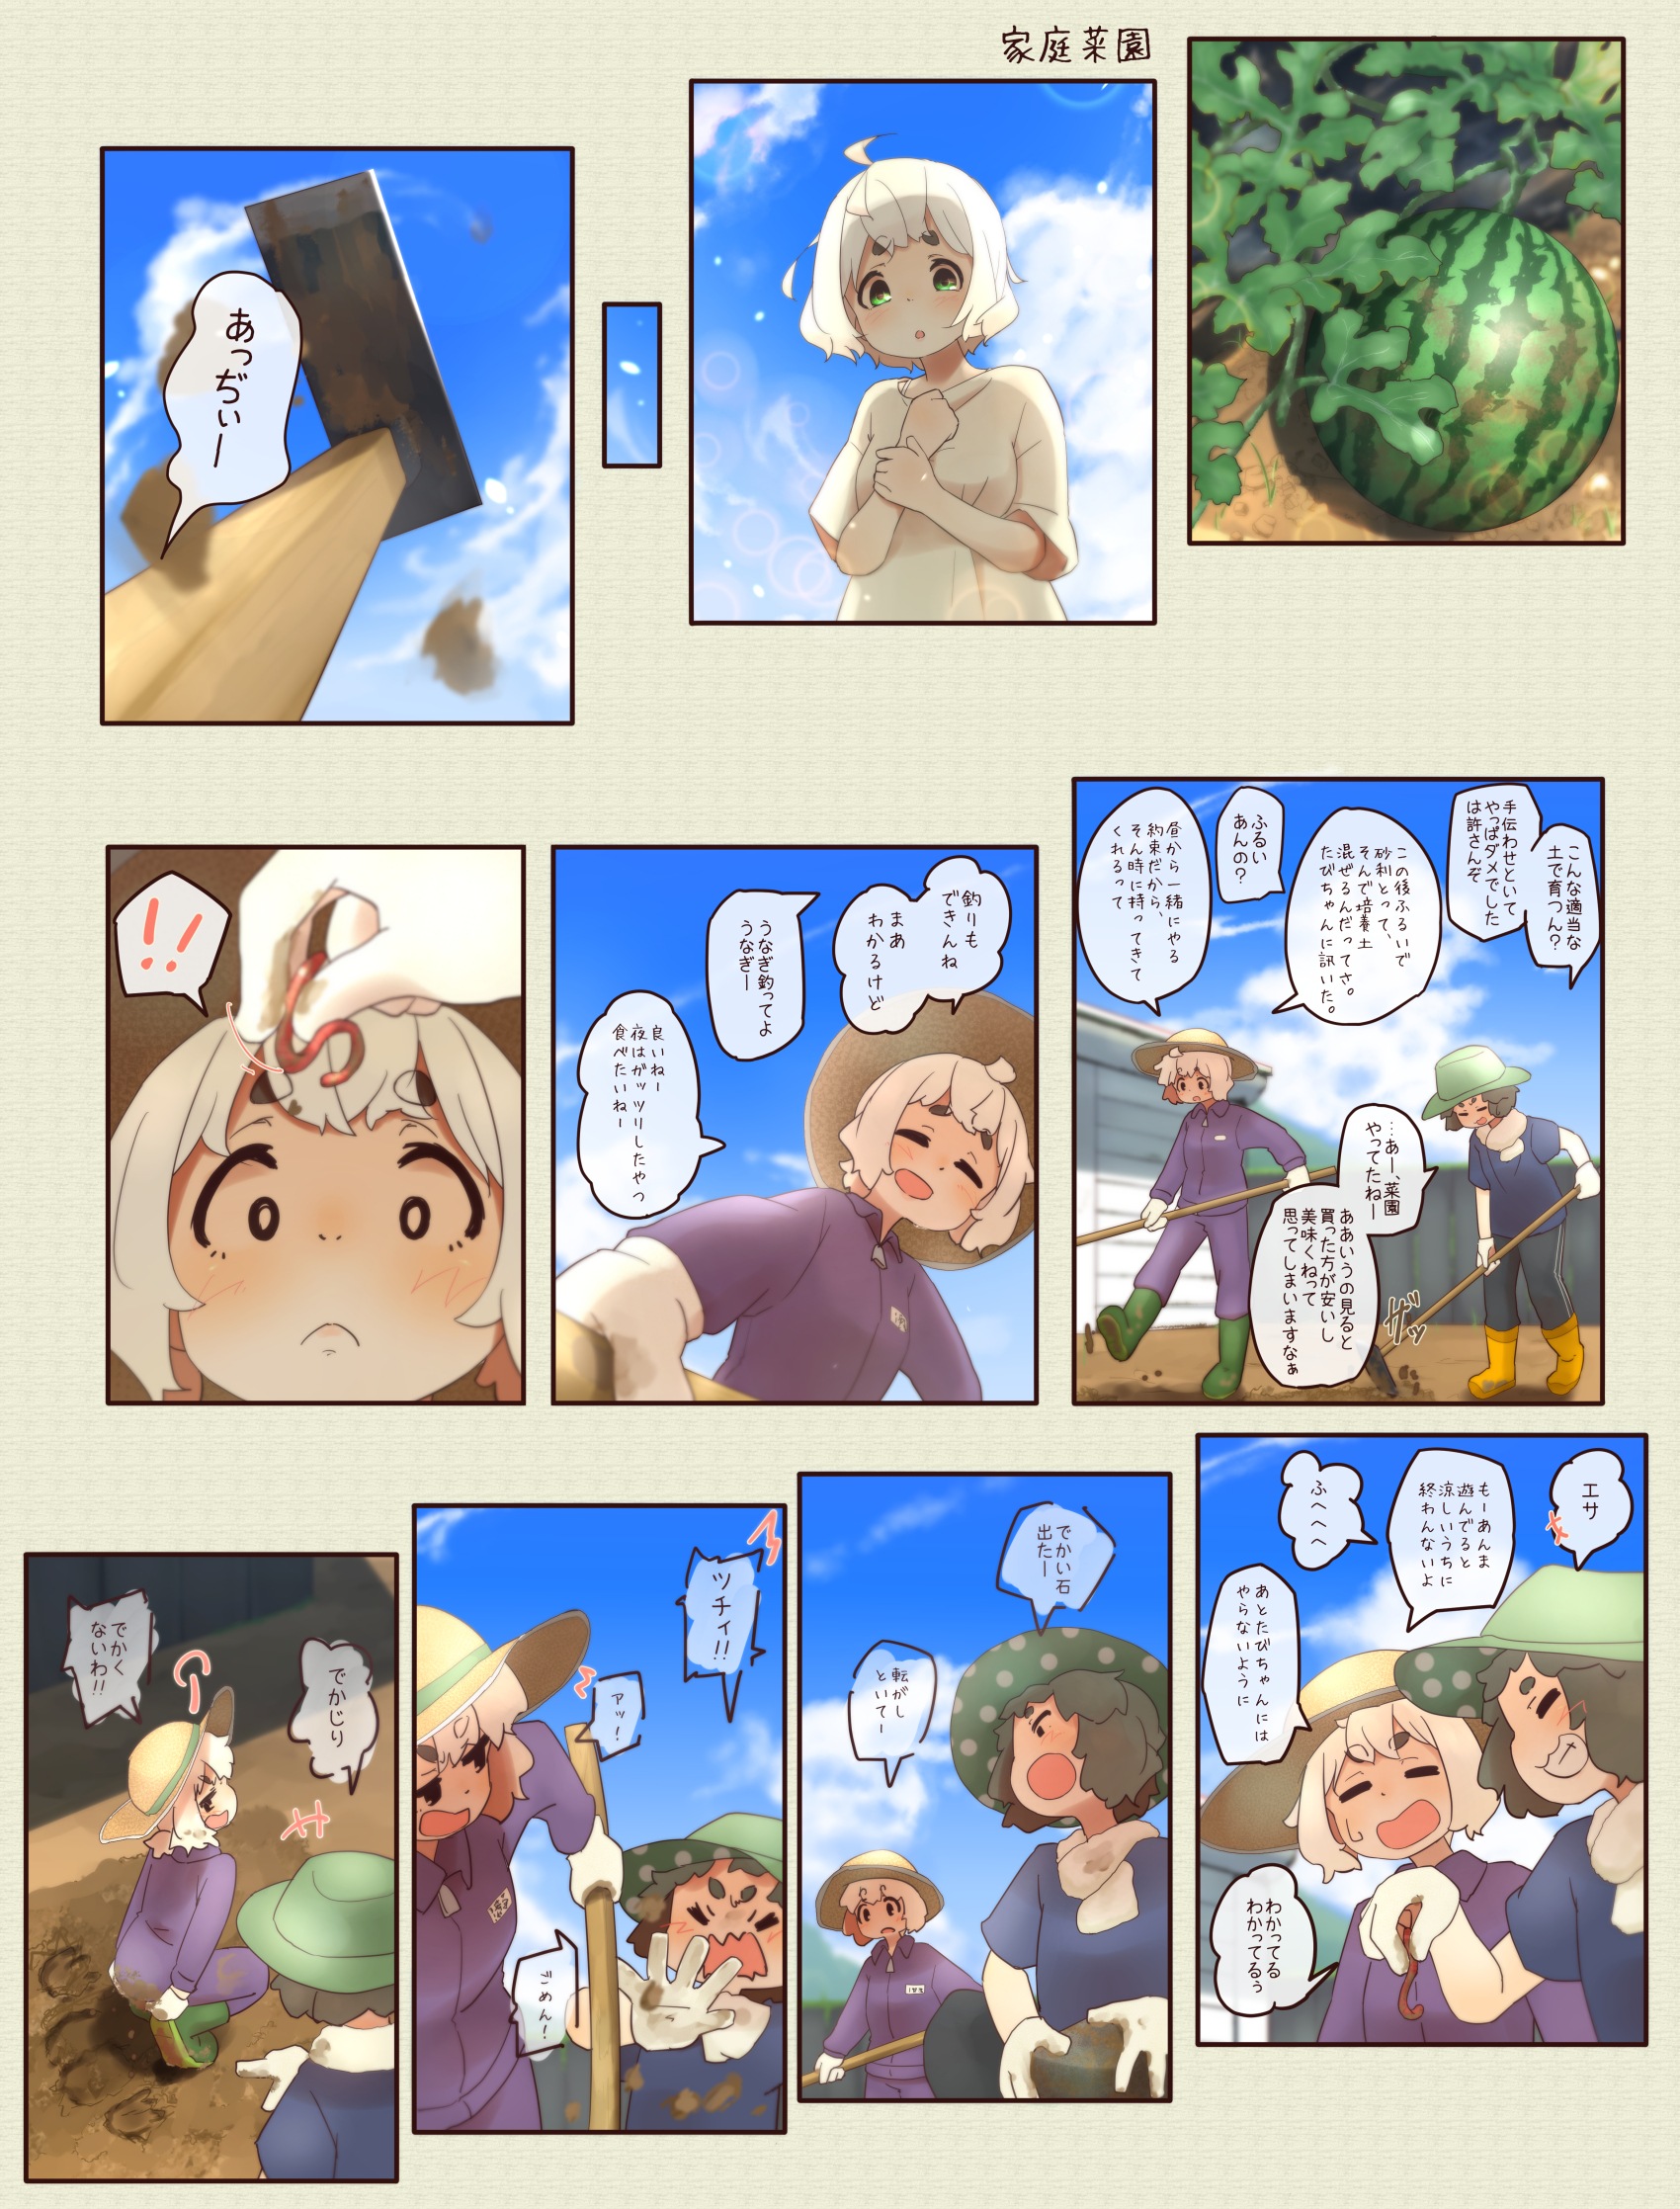 家庭菜園
あっぢぃー
こんな適当な
土で育つん?
手伝わせといて
やっぱダメでした
は許さんぞ
この後ふるいで
砂利とって、
そんで培養土
混ぜるんだってさ。
たびちゃんに訊いた。
ふるい
あんの?
昼から一緒にやる
約束だから、
そん時に持ってきて
くれるって
…あー、菜園
やってたねー
ああいうの見ると
買った方が安いし
美味くねって
思ってしまいますなぁ
ザッ
釣りも
できんね
まあ
わかるけど
うなぎ釣ってよ
うなぎー
良いねー
夜はガッツリしたやつ
食べたいねー
!!
エサ
もーあんま
遊んでると
涼しいうちに
終わんないよ
ふへへへ
あとたびちゃんには
やらないように
わかってる
わかってるぅ
でかい石
出たー
転がし
といてー
ツチィ!!
アッ!
ごめん!
でかじり
でかく
ないわ!!